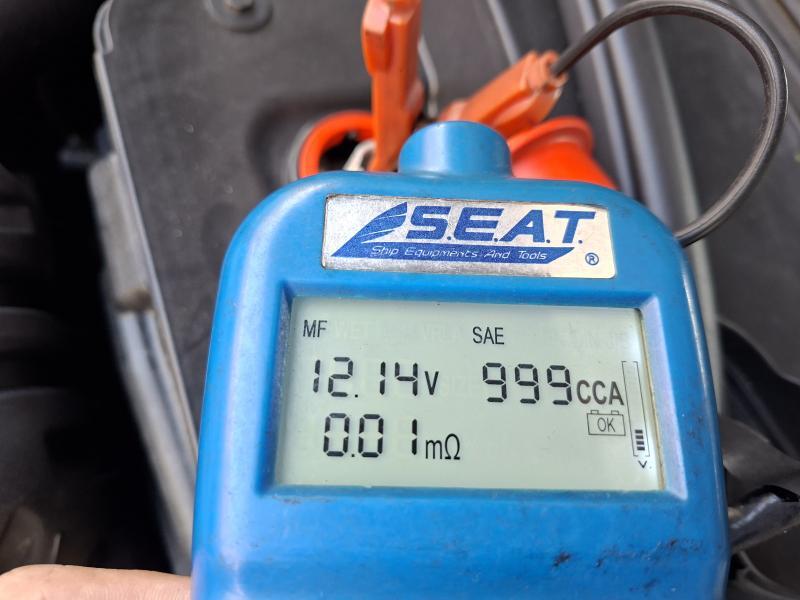 S.E.A.T.
Ship Equipments And Tools ®
MF SAE
12.14V 999CCA
OK
0.01mΩ
V.